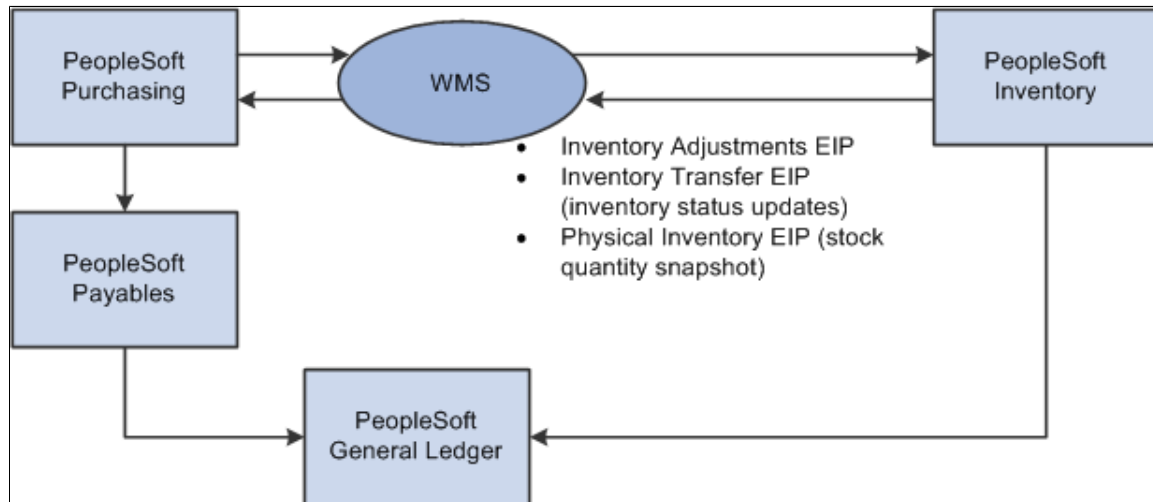 PeopleSoft
Purchasing
WMS
PeopleSoft
Inventory
• Inventory Adjustments EIP
• Inventory Transfer EIP
(inventory status updates)
• Physical Inventory EIP (stock
quantity snapshot)
PeopleSoft
Payables
PeopleSoft
General Ledger